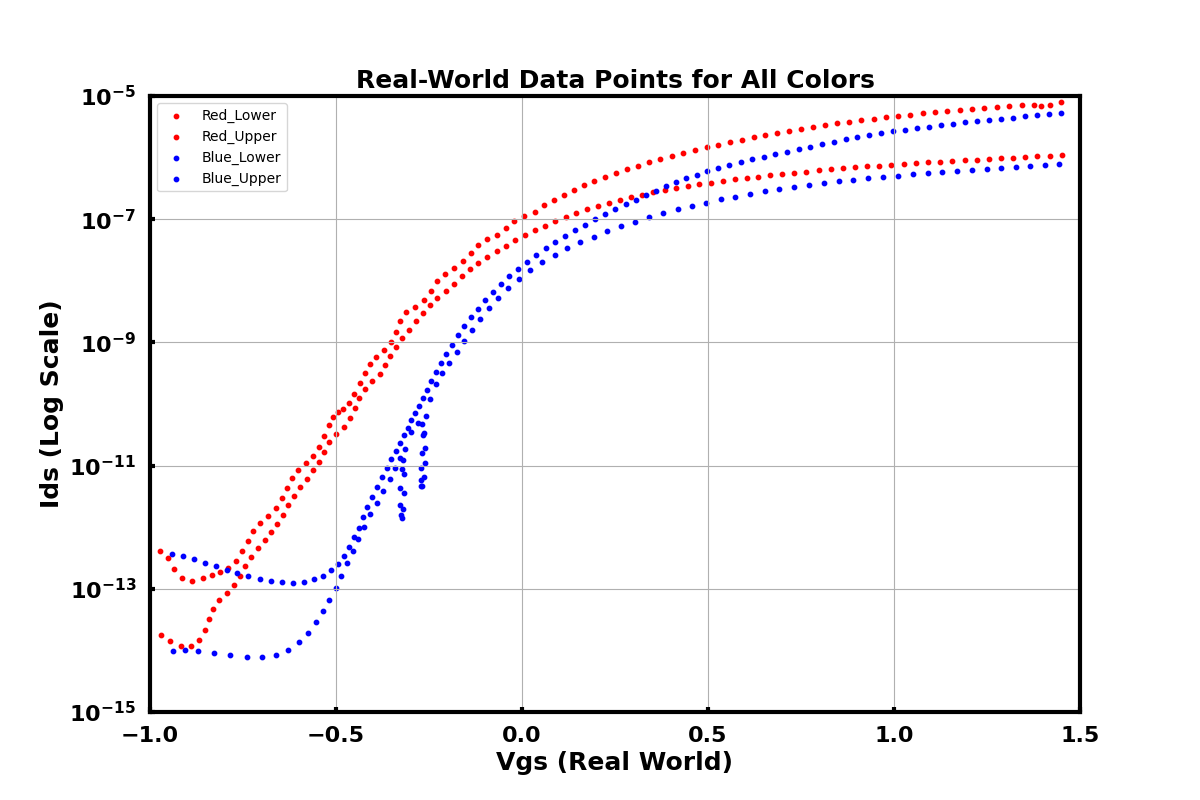 Real-World Data Points for All Colors
Red_Lower
Red_Upper
Blue_Lower
Blue_Upper
10⁻⁵
10⁻⁷
10⁻⁹
10⁻¹¹
10⁻¹³
10⁻¹⁵
Ids (Log Scale)
−1.0 −0.5 0.0 0.5 1.0 1.5
Vgs (Real World)